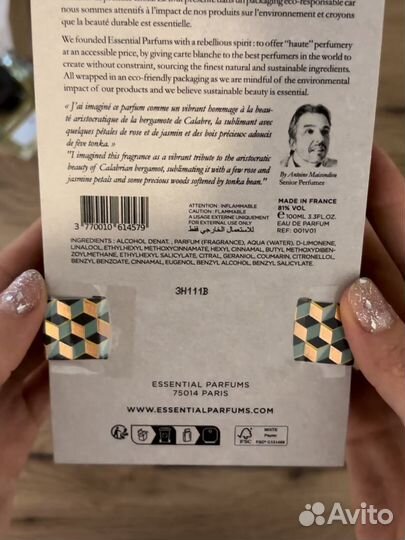 nous sommes attentifs à l'impact de nos produits sur l'environnement et croyons
que la beauté durable est essentielle.
We founded Essential Parfums with a rebellious spirit: to offer "haute" perfumery
at an accessible price, by giving carte blanche to the best perfumers in the world to
create without constraint, sourcing the finest natural and sustainable ingredients.
All wrapped in an eco-friendly packaging as we are mindful of the environmental
impact of our products and we believe sustainable beauty is essential.
« J'ai imaginé ce parfum comme un vibrant hommage à la beau-
té aristocratique de la bergamote de Calabre, la sublimant avec
quelques pétales de rose et de jasmin et des bois précieux adoucis
de fève tonka. »
"I imagined this fragrance as a vibrant tribute to the aristocratic
beauty of Calabrian bergamot, sublimating it with a few rose and
jasmine petals and some precious woods softened by tonka bean."
By Antoine Maisondieu
Senior Perfumer
3 770010 614579
ATTENTION : INFLAMMABLE
CAUTION : FLAMMABLE
A USAGE EXTERNE UNIQUEMENT
FOR EXTERNAL USE ONLY
للاستعمال الخارجي فقط
MADE IN FRANCE
81% VOL
e 100ML 3.3FL.OZ.
EAU DE PARFUM
REF: 001V01
INGREDIENTS : ALCOHOL DENAT., PARFUM (FRAGRANCE), AQUA (WATER), D-LIMONENE,
LINALOOL, ETHYLHEXYL METHOXYCINNAMATE, HEXYL CINNAMAL, BUTYL METHOXYDIBEN-
ZOYLMETHANE, ETHYLHEXYL SALICYLATE, CITRAL, GERANIOL, COUMARIN, CITRONELLOL,
BENZYL BENZOATE, CINNAMAL, EUGENOL, BENZYL ALCOHOL, BENZYL SALICYLATE.
3H111B
ESSENTIAL PARFUMS
75014 PARIS
WWW.ESSENTIALPARFUMS.COM
FSC
MIXTE
Papier
Avito